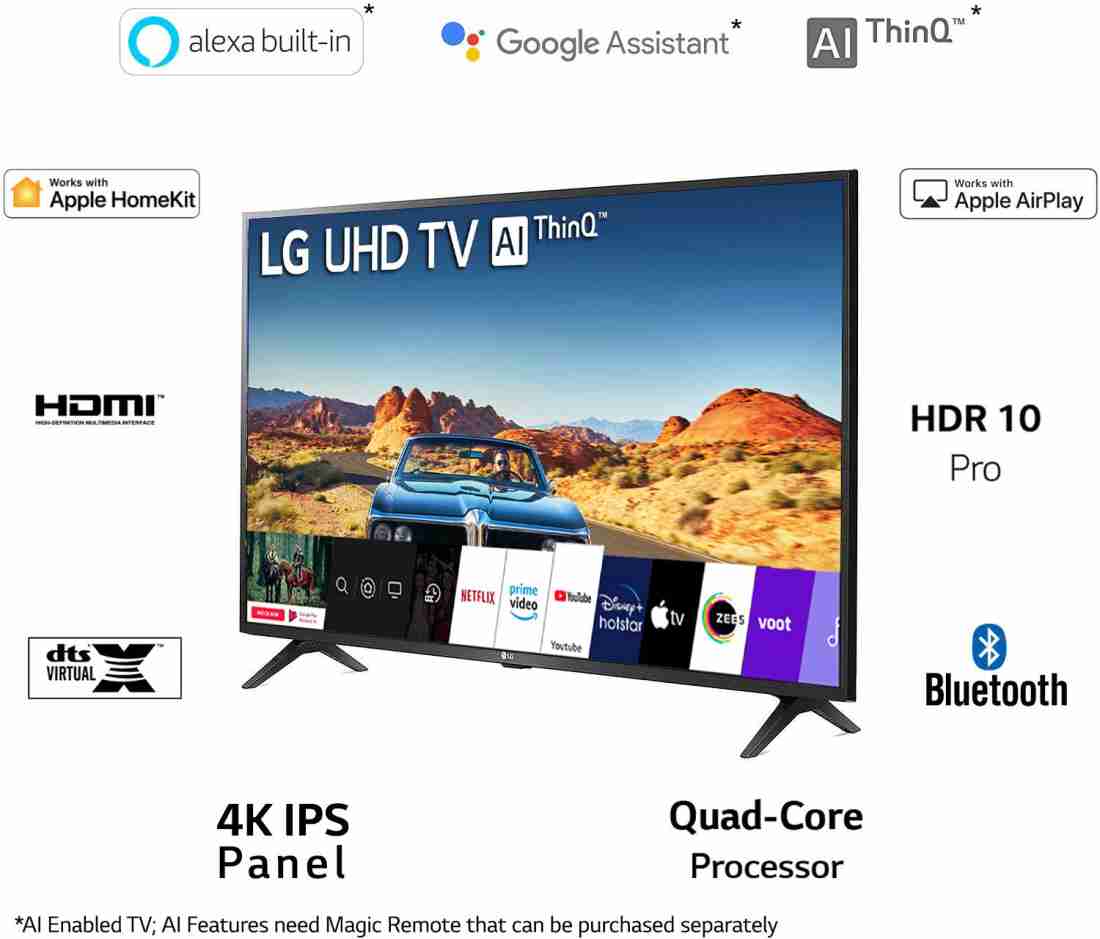 alexa built-in*
Google Assistant*
AI ThinQ™*
Works with
Apple HomeKit
Works with
Apple AirPlay
LG UHD TV AI ThinQ™
HDMI™
HIGH-DEFINITION MULTIMEDIA INTERFACE
HDR 10
Pro
NETFLIX
prime
video
YouTube
Youtube
Disney+
hotstar
tv
ZEE5
voot
LG
dts™
VIRTUAL X
Bluetooth
4K IPS
Panel
Quad-Core
Processor
*AI Enabled TV; AI Features need Magic Remote that can be purchased separately